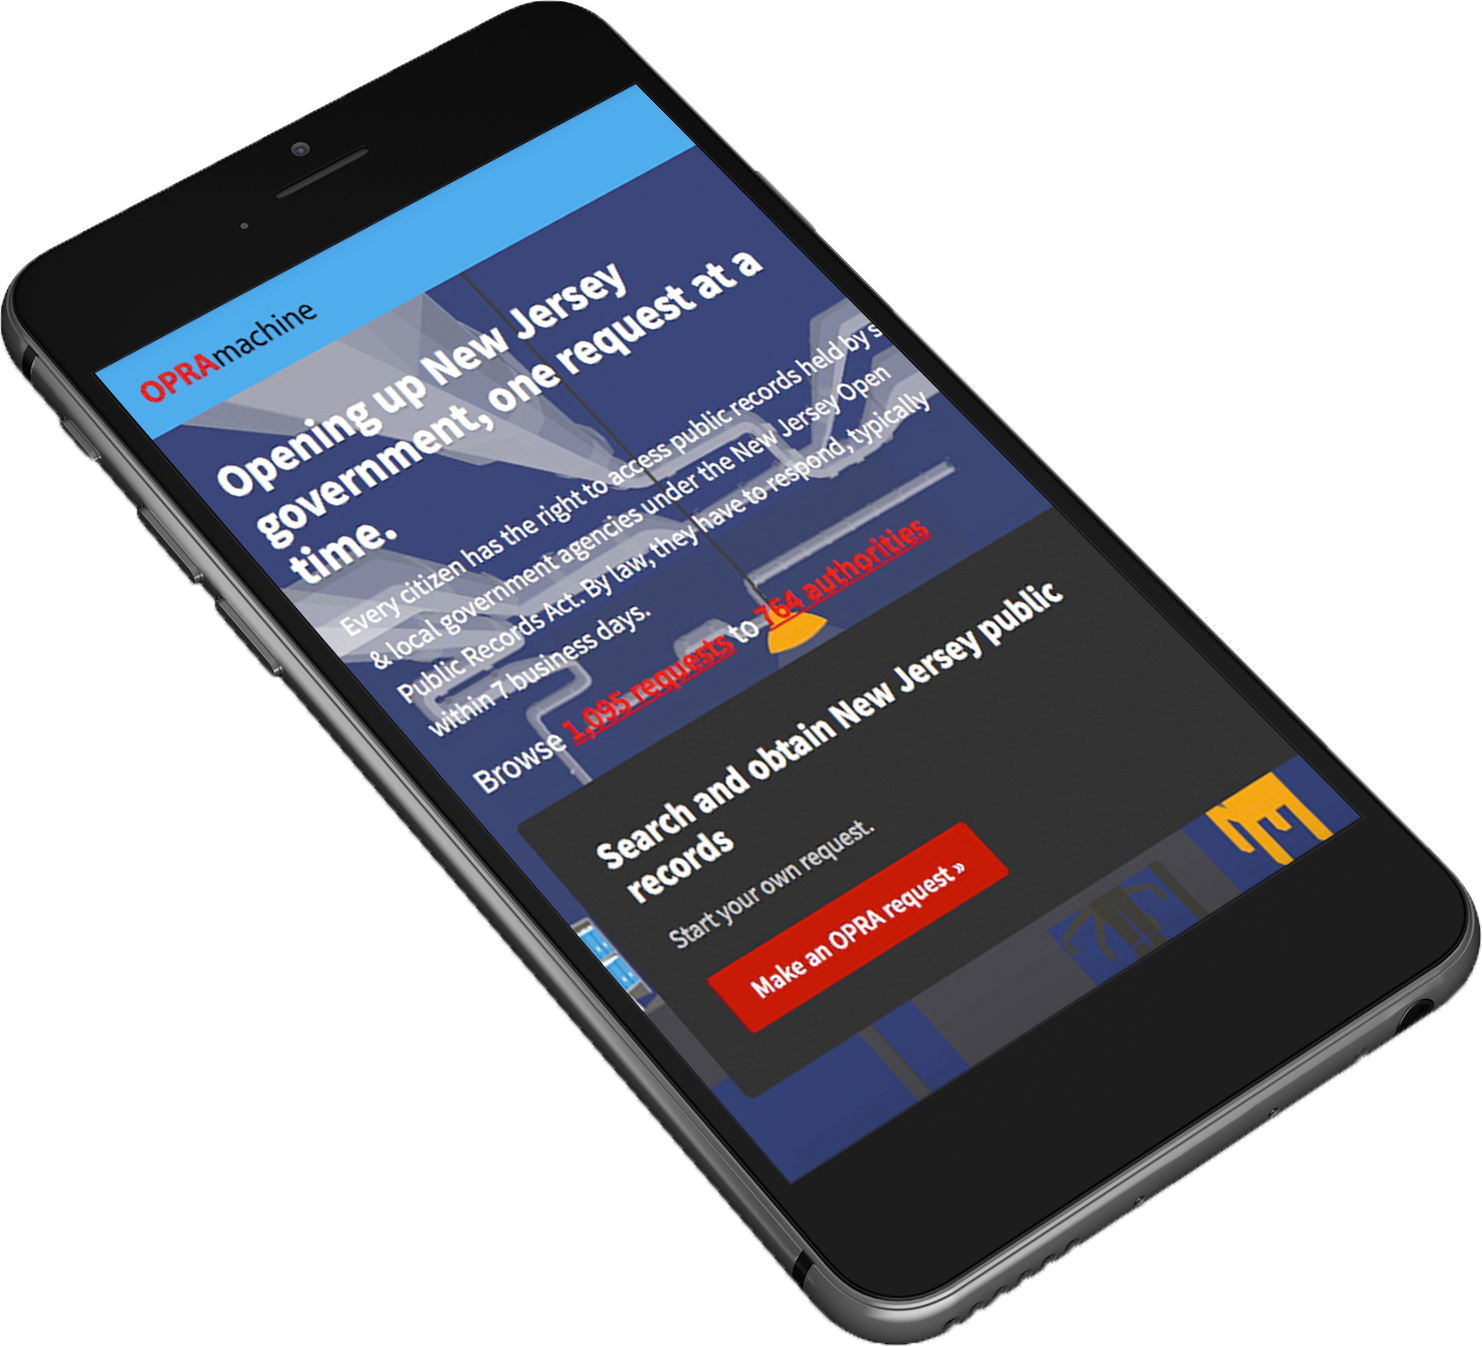 OPRAmachine
Opening up New Jersey
government, one request at a
time.
Every citizen has the right to access public records held by s
& local government agencies under the New Jersey Open
Public Records Act. By law, they have to respond, typically
within 7 business days.
Browse 1,095 requests to 764 authorities
Search and obtain New Jersey public
records
Start your own request.
Make an OPRA request »